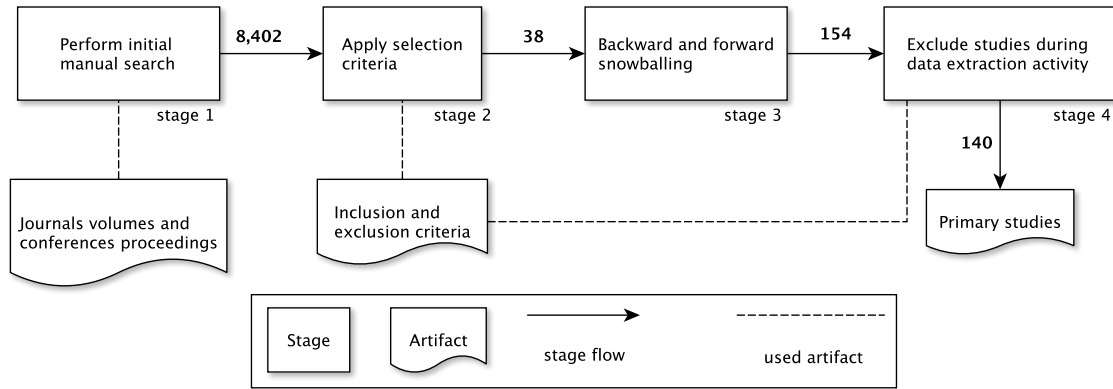 Perform initial
manual search
8,402
Apply selection
criteria
38
Backward and forward
snowballing
154
Exclude studies during
data extraction activity
stage 1
stage 2
stage 3
stage 4
140
Journals volumes and
conferences proceedings
Inclusion and
exclusion criteria
Primary studies
Stage
Artifact
stage flow
used artifact